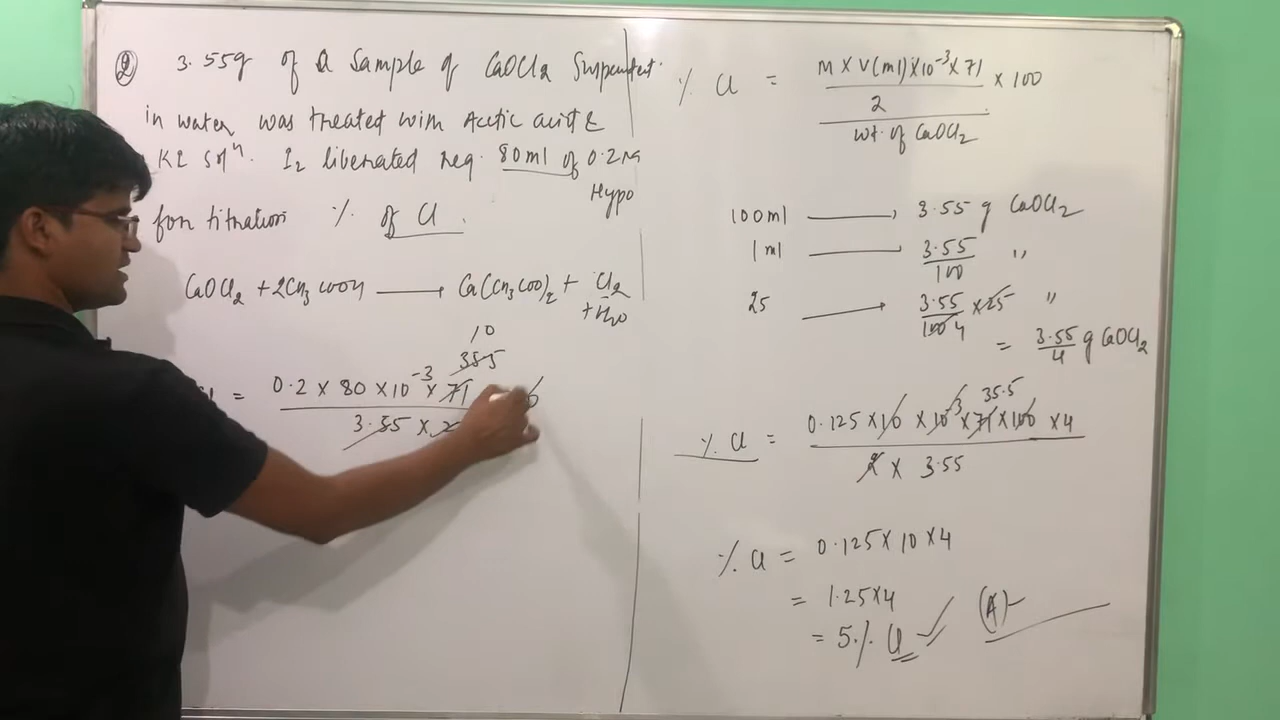 ② 3.55g of a Sample of CaOCl2 Suspended
in water was treated with Acetic acid &
KI Solⁿ. I2 liberated req. 80ml of 0.2N
Hypo
for titration % of Cl.
CaOCl2 + 2CH3COOH → Ca(CH3COO)2 + Cl2
+ H2O
10
35.5
= 0.2 × 80 × 10⁻³ × 71
3.55 × 2
% Cl = M × V(ml) × 10⁻³ × 71 × 100
2
wt. of CaOCl2
100ml → 3.55 g CaOCl2
1 ml → 3.55 "
100
25 → 3.55 × 25 "
100 4
= 3.55 g CaOCl2
4
35.5
% Cl = 0.125 × 10 × 10⁻³ × 71 × 100 × 4
2 × 3.55
% Cl = 0.125 × 10 × 4
= 1.25 × 4
= 5 % Cl ✓ (A)